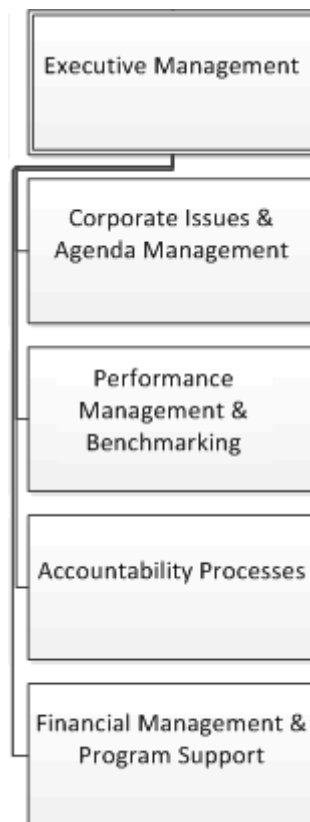 Executive Management
Corporate Issues &
Agenda Management
Performance
Management &
Benchmarking
Accountability Processes
Financial Management &
Program Support